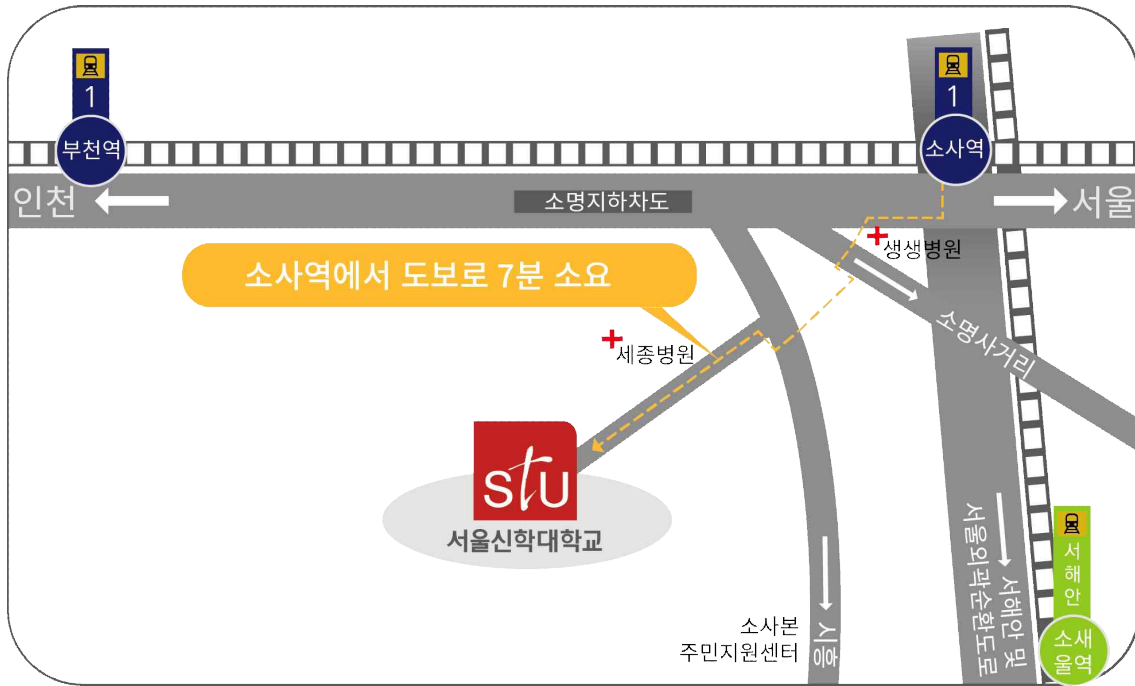 1
부천역
1
소사역
인천
소명지하차도
서울
생생병원
소사역에서 도보로 7분 소요
소명사거리
세종병원
stu
서울신학대학교
소사본
주민지원센터
시흥
서해안 및
서울외곽순환도로
서해안
소새
울역